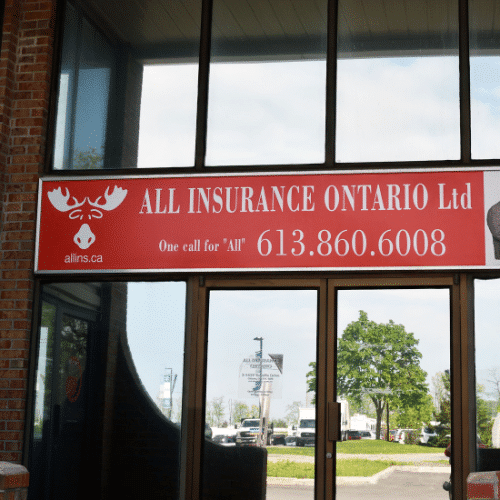 ALL INSURANCE ONTARIO Ltd
One call for "All" 613.860.6008
allins.ca